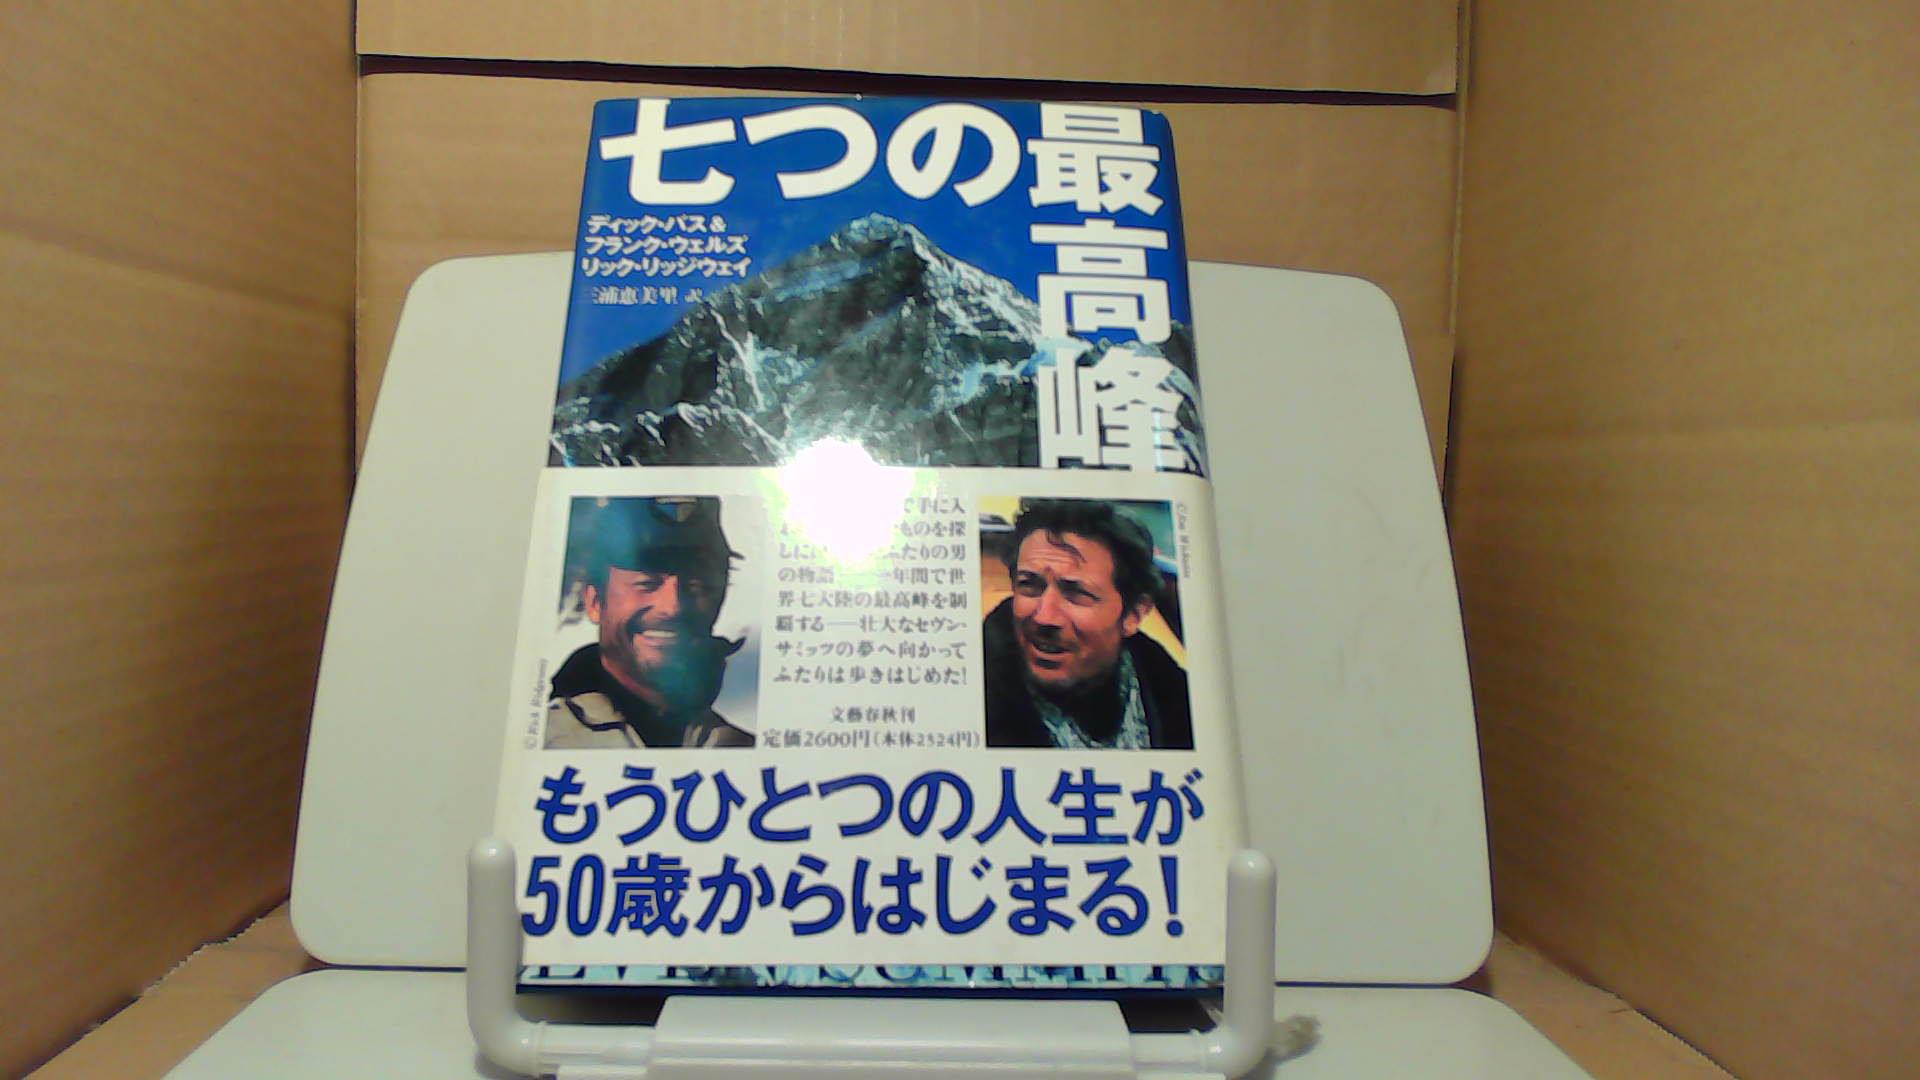 七つの最高峰
ディック・バス&
フランク・ウェルズ
リック・リッジウェイ
三浦恵美里 訳
で手に入
ものを探
しに ふたりの男
の物語 一年間で世
界七大陸の最高峰を制
覇する──壮大なセヴン・
サミッツの夢へ向かって
ふたりは歩きはじめた!
文藝春秋刊
定価2600円(本体2524円)
©Rick Ridgeway
もうひとつの人生が
50歳からはじまる!
SEVEN SUMMITS